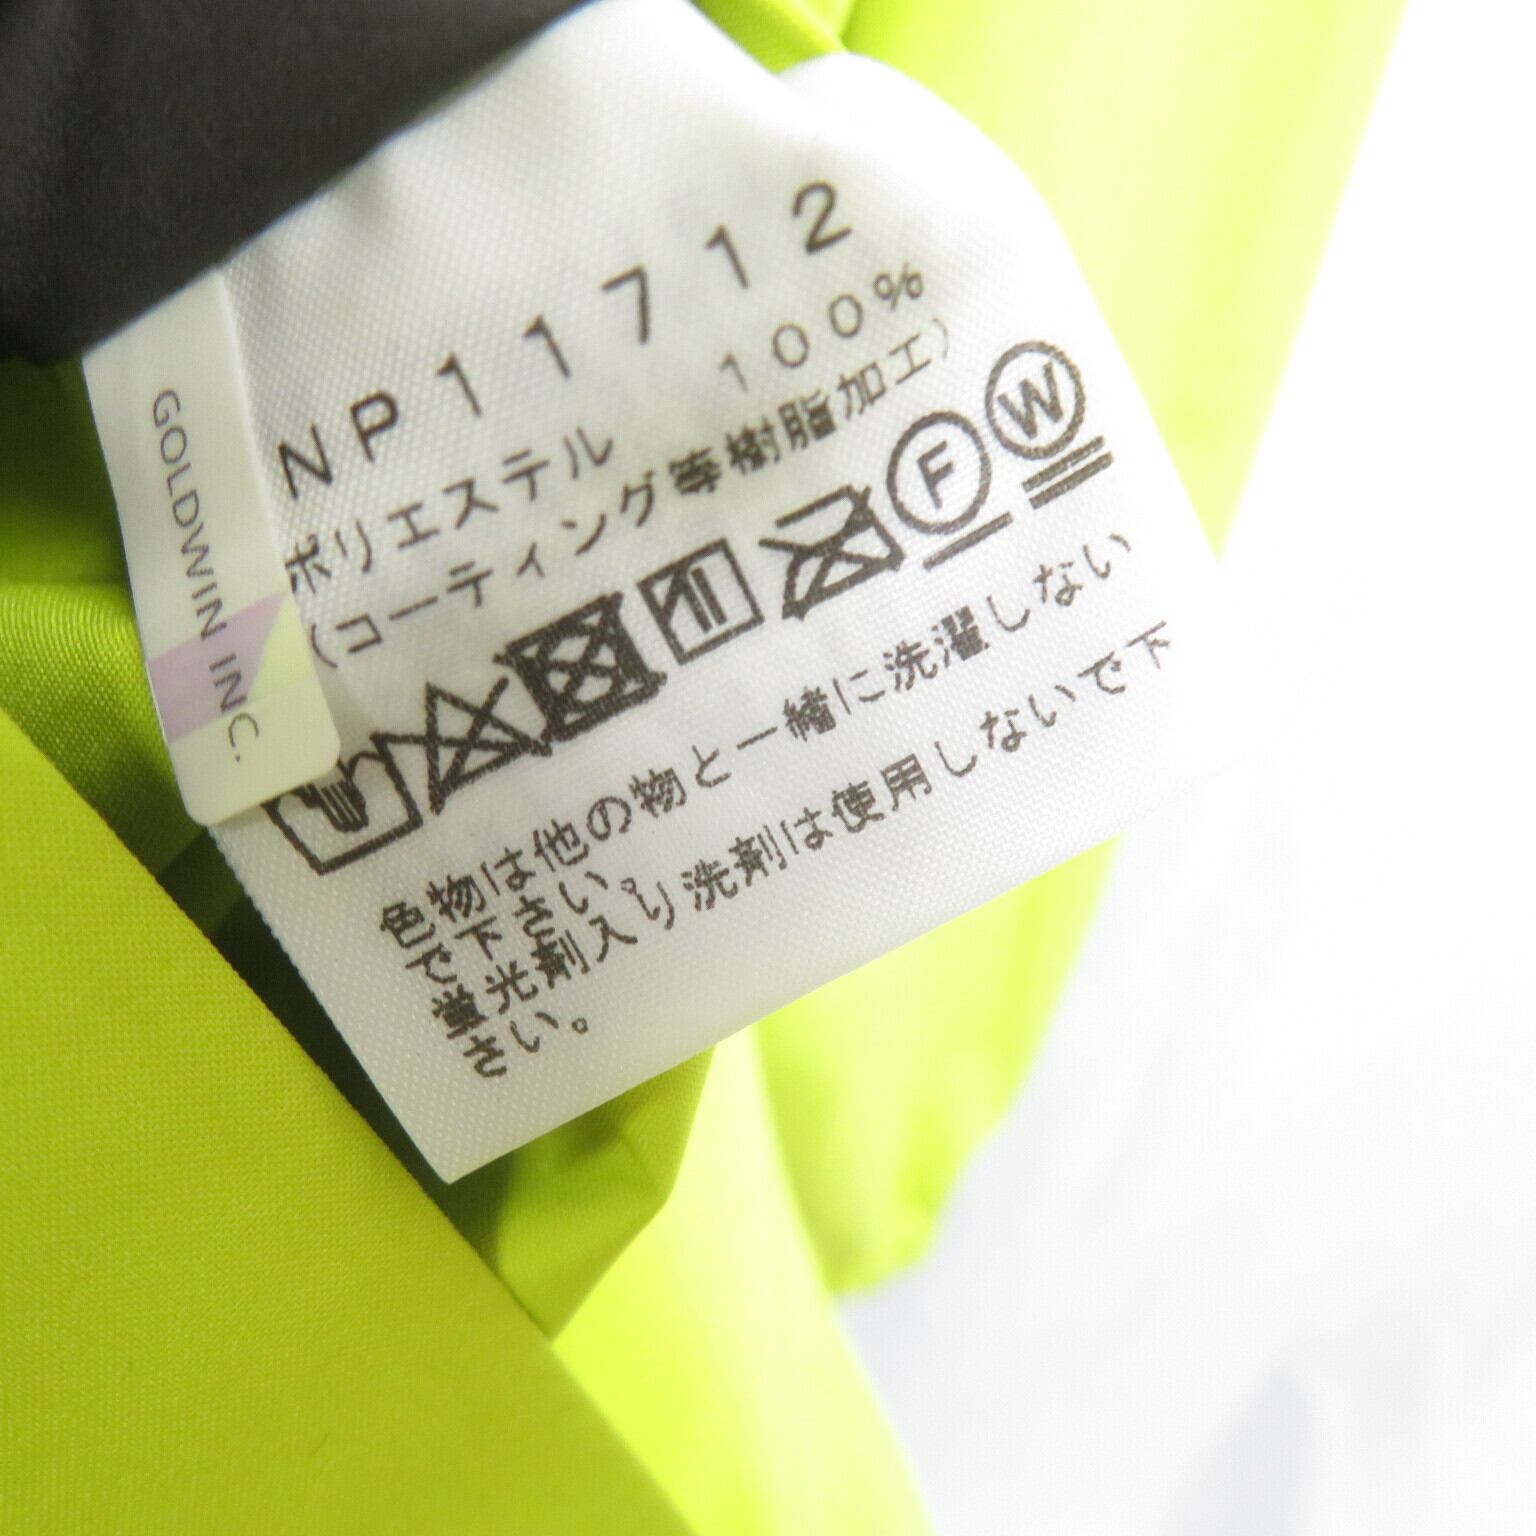 NP11712
ポリエステル 100%
(コーティング等樹脂加工)
F W
色物は他の物と一緒に洗濯しない
で下さい。
蛍光剤入り洗剤は使用しないで下
さい。
GOLDWIN INC.